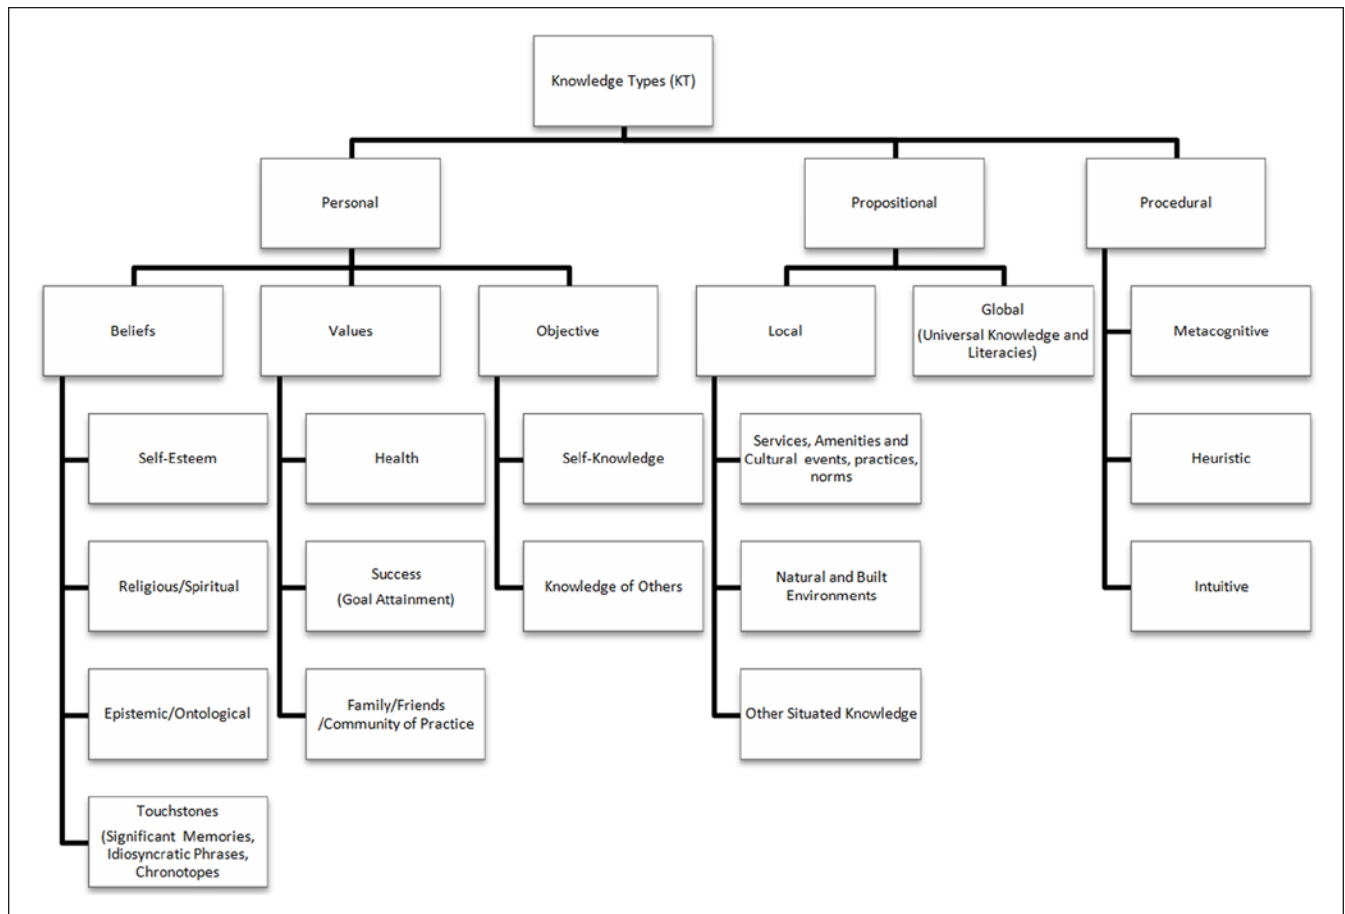 Knowledge Types (KT)
Personal
Propositional
Procedural
Beliefs
Values
Objective
Local
Global
(Universal Knowledge and
Literacies)
Metacognitive
Self-Esteem
Health
Self-Knowledge
Services, Amenities and
Cultural events, practices,
norms
Heuristic
Religious/Spiritual
Success
(Goal Attainment)
Knowledge of Others
Natural and Built
Environments
Intuitive
Epistemic/Ontological
Family/Friends
/Community of Practice
Other Situated Knowledge
Touchstones
(Significant Memories,
Idiosyncratic Phrases,
Chronotopes